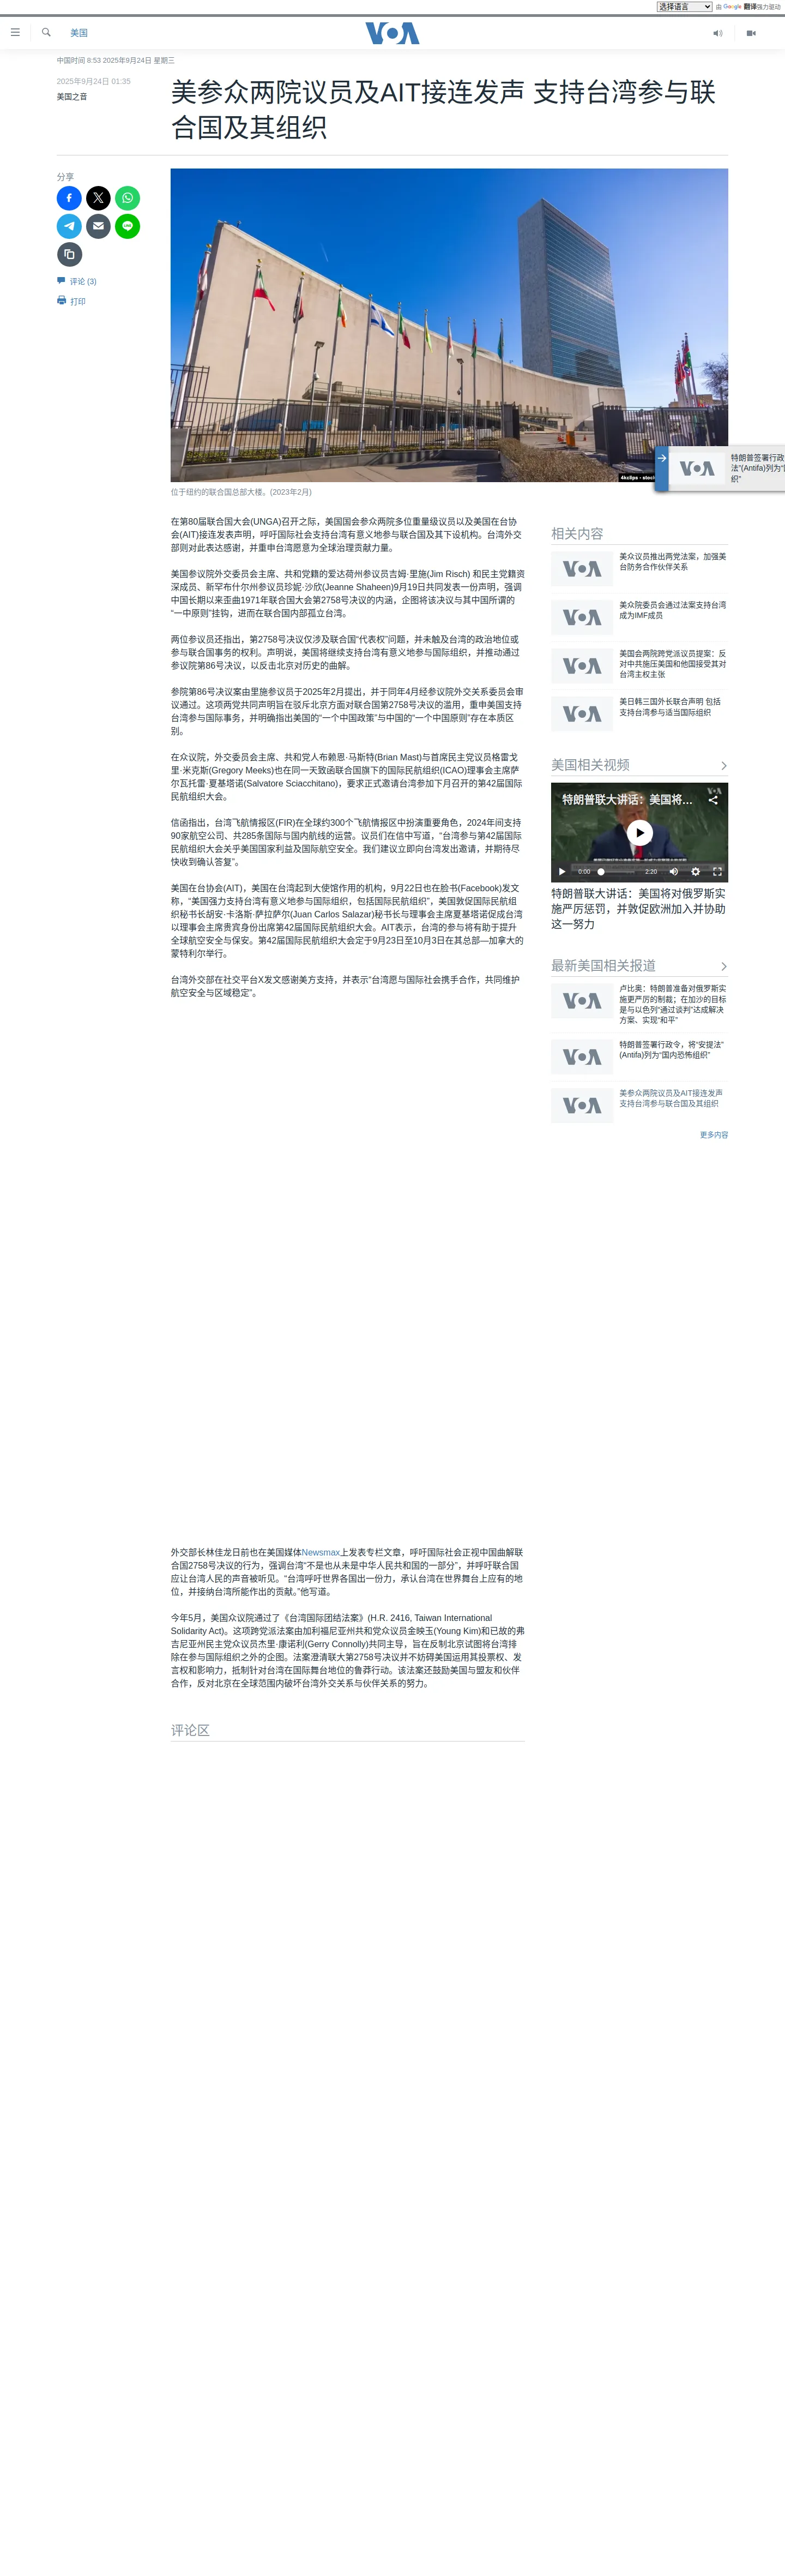 选择语言 由 Google 翻译强力驱动
美国
VOA
中国时间 8:53 2025年9月24日 星期三
2025年9月24日 01:35
美国之音
美参众两院议员及AIT接连发声 支持台湾参与联
合国及其组织
分享
评论 (3)
打印
4kclips - stoch
特朗普签署行政
法”(Antifa)列为“国
织”
位于纽约的联合国总部大楼。(2023年2月)
在第80届联合国大会(UNGA)召开之际，美国国会参众两院多位重量级议员以及美国在台协
会(AIT)接连发表声明，呼吁国际社会支持台湾有意义地参与联合国及其下设机构。台湾外交
部则对此表达感谢，并重申台湾愿意为全球治理贡献力量。
美国参议院外交委员会主席、共和党籍的爱达荷州参议员吉姆·里施(Jim Risch) 和民主党籍资
深成员、新罕布什尔州参议员珍妮·沙欣(Jeanne Shaheen)9月19日共同发表一份声明，强调
中国长期以来歪曲1971年联合国大会第2758号决议的内涵，企图将该决议与其中国所谓的
“一中原则”挂钩，进而在联合国内部孤立台湾。
两位参议员还指出，第2758号决议仅涉及联合国“代表权”问题，并未触及台湾的政治地位或
参与联合国事务的权利。声明说，美国将继续支持台湾有意义地参与国际组织，并推动通过
参议院第86号决议，以反击北京对历史的曲解。
参院第86号决议案由里施参议员于2025年2月提出，并于同年4月经参议院外交关系委员会审
议通过。这项两党共同声明旨在驳斥北京方面对联合国第2758号决议的滥用，重申美国支持
台湾参与国际事务，并明确指出美国的“一个中国政策”与中国的“一个中国原则”存在本质区
别。
在众议院，外交委员会主席、共和党人布赖恩·马斯特(Brian Mast)与首席民主党议员格雷戈
里·米克斯(Gregory Meeks)也在同一天致函联合国旗下的国际民航组织(ICAO)理事会主席萨
尔瓦托雷·夏基塔诺(Salvatore Sciacchitano)，要求正式邀请台湾参加下月召开的第42届国际
民航组织大会。
信函指出，台湾飞航情报区(FIR)在全球约300个飞航情报区中扮演重要角色，2024年间支持
90家航空公司、共285条国际与国内航线的运营。议员们在信中写道，“台湾参与第42届国际
民航组织大会关乎美国国家利益及国际航空安全。我们建议立即向台湾发出邀请，并期待尽
快收到确认答复”。
美国在台协会(AIT)，美国在台湾起到大使馆作用的机构，9月22日也在脸书(Facebook)发文
称，“美国强力支持台湾有意义地参与国际组织，包括国际民航组织”，美国敦促国际民航组
织秘书长胡安·卡洛斯·萨拉萨尔(Juan Carlos Salazar)秘书长与理事会主席夏基塔诺促成台湾
以理事会主席贵宾身份出席第42届国际民航组织大会。AIT表示，台湾的参与将有助于提升
全球航空安全与保安。第42届国际民航组织大会定于9月23日至10月3日在其总部—加拿大的
蒙特利尔举行。
台湾外交部在社交平台X发文感谢美方支持，并表示“台湾愿与国际社会携手合作，共同维护
航空安全与区域稳定”。
外交部长林佳龙日前也在美国媒体Newsmax上发表专栏文章，呼吁国际社会正视中国曲解联
合国2758号决议的行为，强调台湾“不是也从未是中华人民共和国的一部分”，并呼吁联合国
应让台湾人民的声音被听见。“台湾呼吁世界各国出一份力，承认台湾在世界舞台上应有的地
位，并接纳台湾所能作出的贡献。”他写道。
今年5月，美国众议院通过了《台湾国际团结法案》(H.R. 2416, Taiwan International
Solidarity Act)。这项跨党派法案由加利福尼亚州共和党众议员金映玉(Young Kim)和已故的弗
吉尼亚州民主党众议员杰里·康诺利(Gerry Connolly)共同主导，旨在反制北京试图将台湾排
除在参与国际组织之外的企图。法案澄清联大第2758号决议并不妨碍美国运用其投票权、发
言权和影响力，抵制针对台湾在国际舞台地位的鲁莽行动。该法案还鼓励美国与盟友和伙伴
合作，反对北京在全球范围内破坏台湾外交关系与伙伴关系的努力。
评论区
相关内容
美众议员推出两党法案，加强美
台防务合作伙伴关系
美众院委员会通过法案支持台湾
成为IMF成员
美国会两院跨党派议员提案：反
对中共施压美国和他国接受其对
台湾主权主张
美日韩三国外长联合声明 包括
支持台湾参与适当国际组织
美国相关视频
特朗普联大讲话：美国将…
0:00 2:20
特朗普联大讲话：美国将对俄罗斯实
施严厉惩罚，并敦促欧洲加入并协助
这一努力
最新美国相关报道
卢比奥：特朗普准备对俄罗斯实
施更严厉的制裁；在加沙的目标
是与以色列“通过谈判”达成解决
方案、实现“和平”
特朗普签署行政令，将“安提法”
(Antifa)列为“国内恐怖组织”
美参众两院议员及AIT接连发声
支持台湾参与联合国及其组织
更多内容